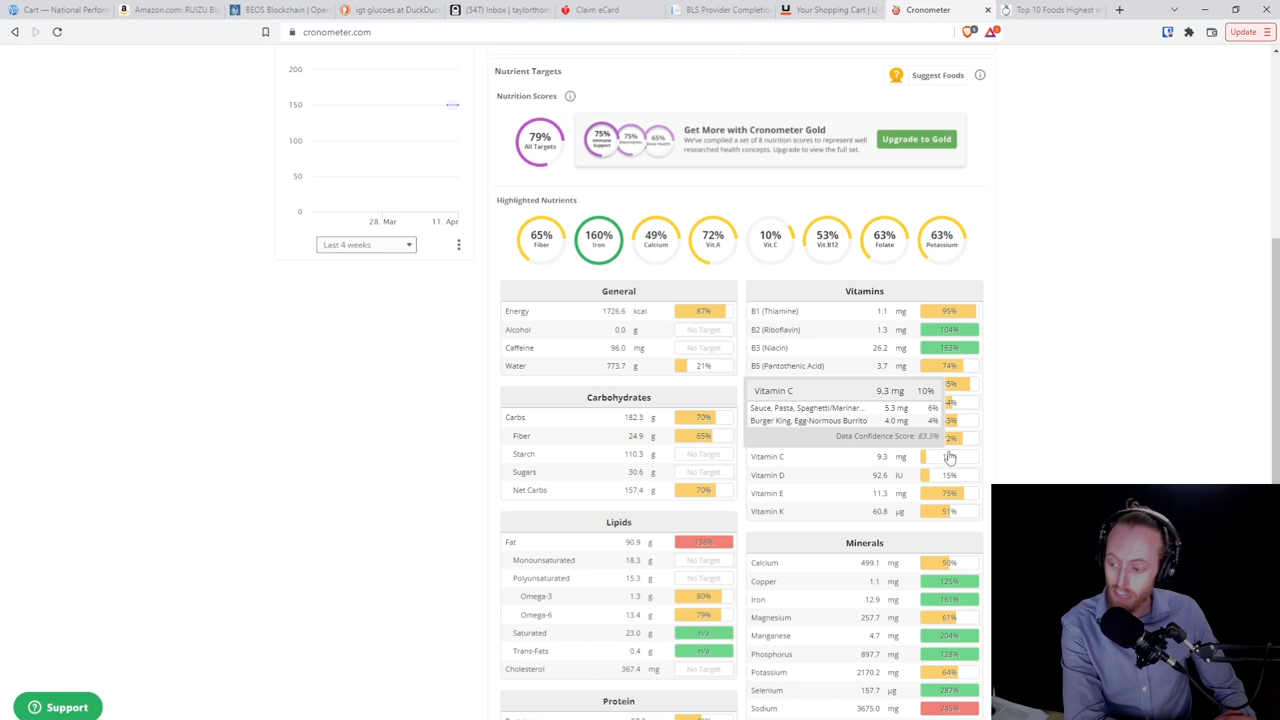 Cart — National Perform
Amazon.com: RUIZU BL
BEOS Blockchain | Open
igt glucoes at DuckDuck
(547) Inbox | taylorthom
Claim eCard
BLS Provider Completion
Your Shopping Cart | U-
Cronometer
Top 10 Foods Highest in
cronometer.com
Update
200
150
100
50
0
28. Mar
11. Apr
Last 4 weeks
Nutrient Targets
Suggest Foods
Nutrition Scores
79%
All Targets
75%
Immune
Support
75%
Electrolytes
65%
Bone Health
Get More with Cronometer Gold
We've compiled a set of 8 nutrition scores to represent well
researched health concepts. Upgrade to view the full set.
Upgrade to Gold
Highlighted Nutrients
65%
Fiber
160%
Iron
49%
Calcium
72%
Vit.A
10%
Vit.C
53%
Vit.B12
63%
Folate
63%
Potassium
General
Energy 1726.6 kcal 87%
Alcohol 0.0 g No Target
Caffeine 96.0 mg No Target
Water 773.7 g 21%
Carbohydrates
Carbs 182.3 g 70%
Fiber 24.9 g 65%
Starch 110.3 g
Sugars 30.6 g
Net Carbs 157.4 g 70%
Lipids
Fat 90.9 g 138%
Monounsaturated 18.3 g No Target
Polyunsaturated 15.3 g No Target
Omega-3 1.3 g 80%
Omega-6 13.4 g 79%
Saturated 23.0 g n/a
Trans-Fats 0.4 g n/a
Cholesterol 367.4 mg No Target
Protein
Vitamins
B1 (Thiamine) 1.1 mg 95%
B2 (Riboflavin) 1.3 mg 104%
B3 (Niacin) 26.2 mg 163%
B5 (Pantothenic Acid) 3.7 mg 74%
Vitamin C 9.3 mg 10%
Sauce, Pasta, Spaghetti/Marinar... 5.3 mg 6%
Burger King, Egg-Normous Burrito 4.0 mg 4%
Data Confidence Score: 83.3%
Vitamin C 9.3 mg
Vitamin D 92.6 IU 15%
Vitamin E 11.3 mg 75%
Vitamin K 60.8 µg 51%
Minerals
Calcium 499.1 mg 50%
Copper 1.1 mg 125%
Iron 12.9 mg 161%
Magnesium 257.7 mg 61%
Manganese 4.7 mg 204%
Phosphorus 897.7 mg 128%
Potassium 2170.2 mg 64%
Selenium 157.7 µg 287%
Sodium 3675.0 mg 245%
Support